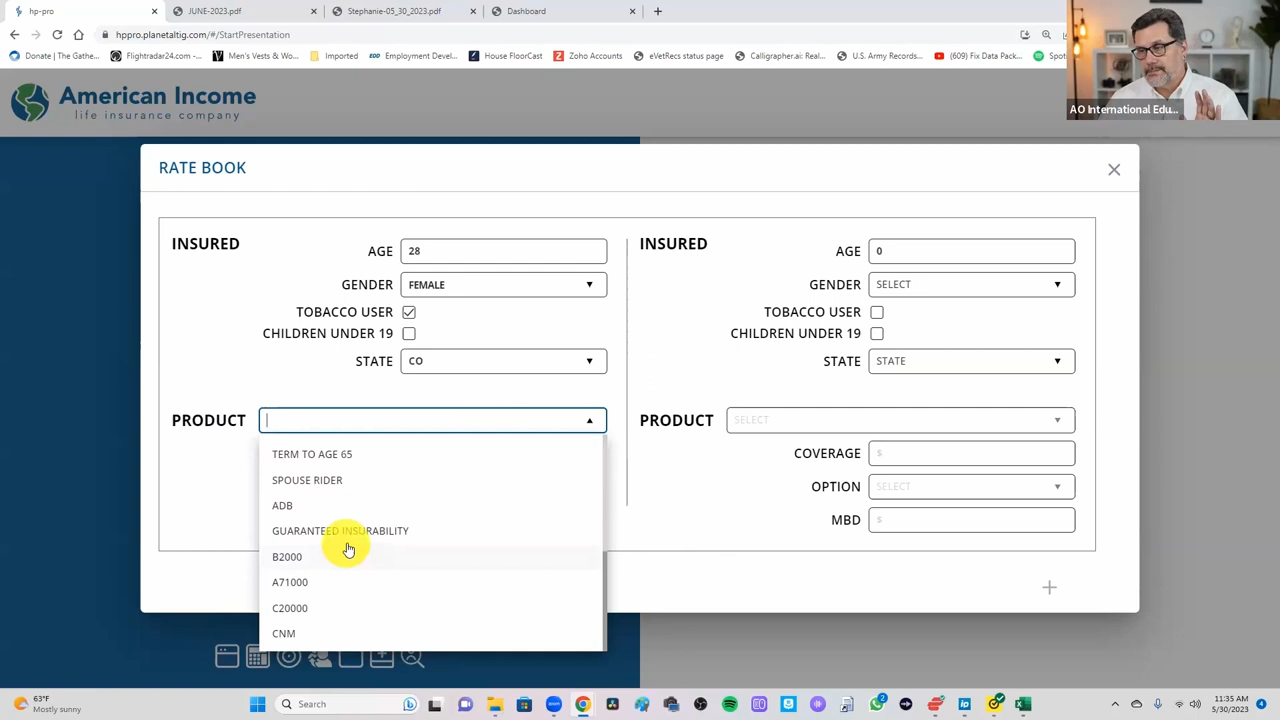 hp-pro
JUNE-2023.pdf
Stephanie-05_30_2023.pdf
Dashboard
hppro.planetaltig.com/#/StartPresentation
Donate | The Gathe...
Flightradar24.com -...
Men's Vests & Wo...
Imported
EDD Employment Devel...
House FloorCast
Zoho Accounts
eVetRecs status page
Calligrapher.ai: Real...
U.S. Army Records...
(609) Fix Data Pack...
Spot
AO International Edu...
American Income
life insurance company
RATE BOOK
INSURED
AGE 28
GENDER FEMALE
TOBACCO USER
CHILDREN UNDER 19
STATE CO
PRODUCT
TERM TO AGE 65
SPOUSE RIDER
ADB
GUARANTEED INSURABILITY
B2000
A71000
C20000
CNM
INSURED
AGE 0
GENDER SELECT
TOBACCO USER
CHILDREN UNDER 19
STATE STATE
PRODUCT SELECT
COVERAGE $
OPTION SELECT
MBD $
63°F
Mostly sunny
Search
2
11:35 AM
5/30/2023
4